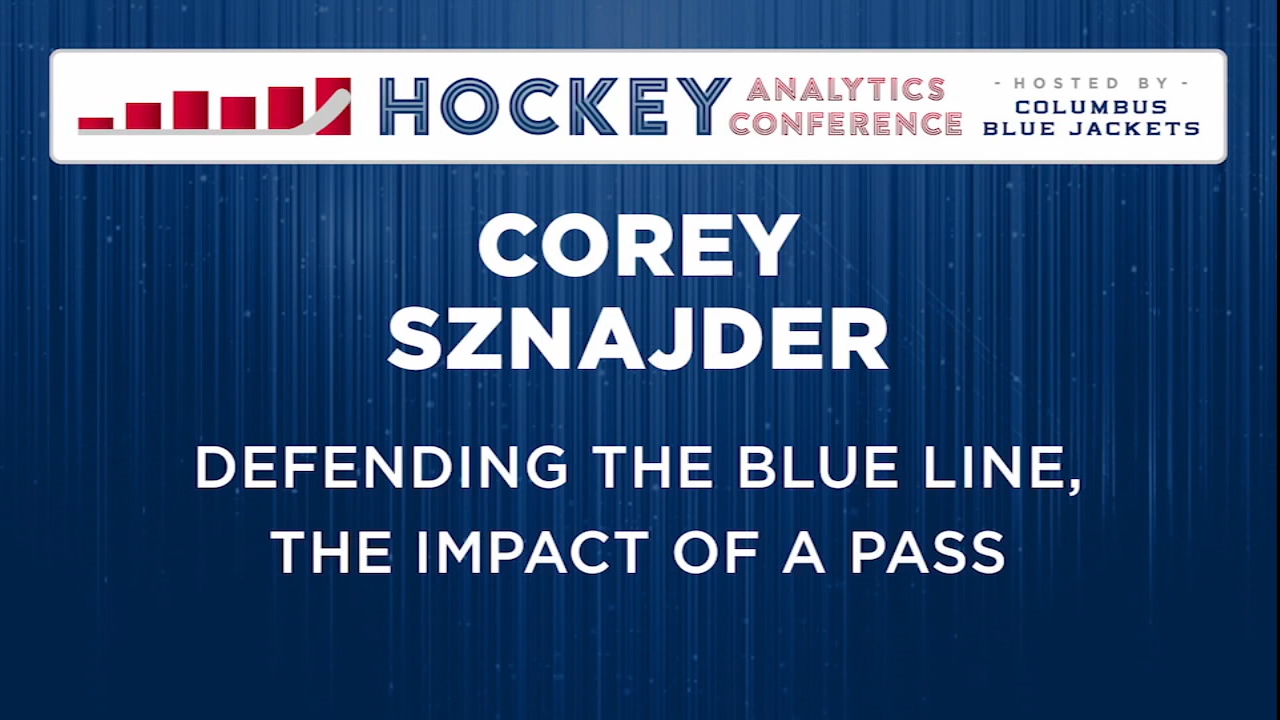 HOCKEY
ANALYTICS
CONFERENCE
- HOSTED BY -
COLUMBUS
BLUE JACKETS
COREY
SZNAJDER
DEFENDING THE BLUE LINE,
THE IMPACT OF A PASS